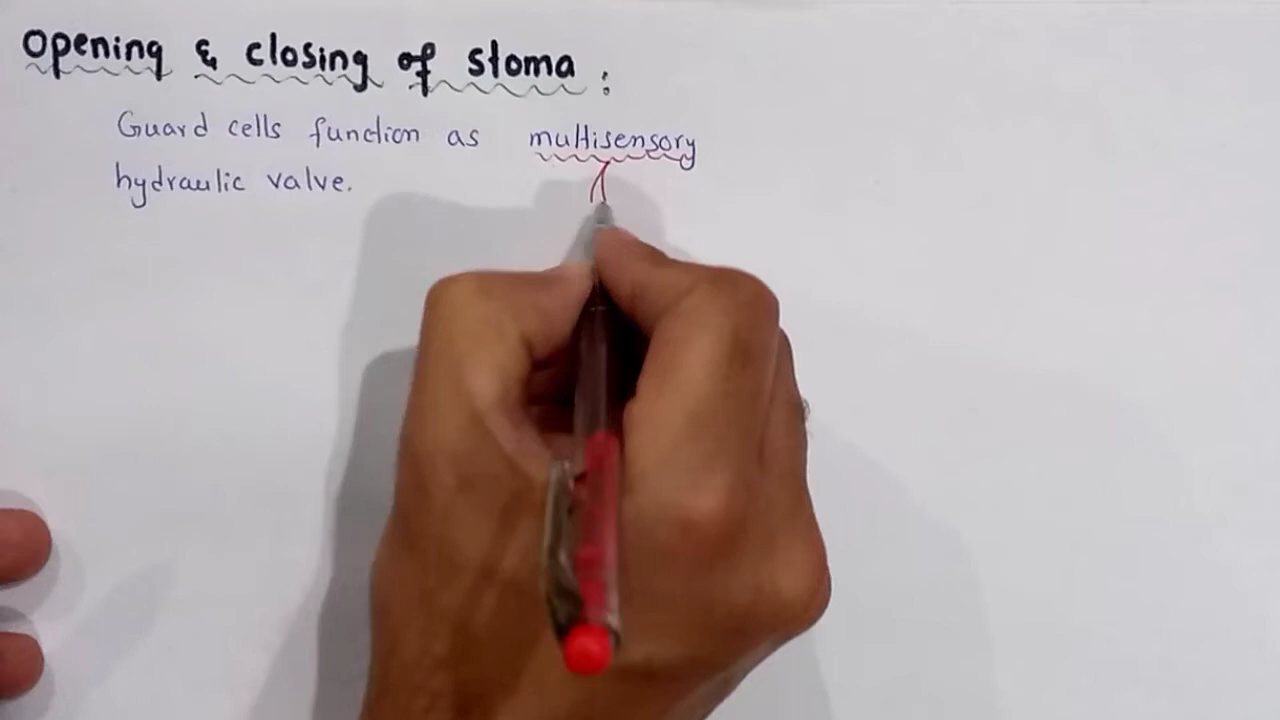 Opening & closing of stoma :
Guard cells function as multisensory
hydraulic valve.